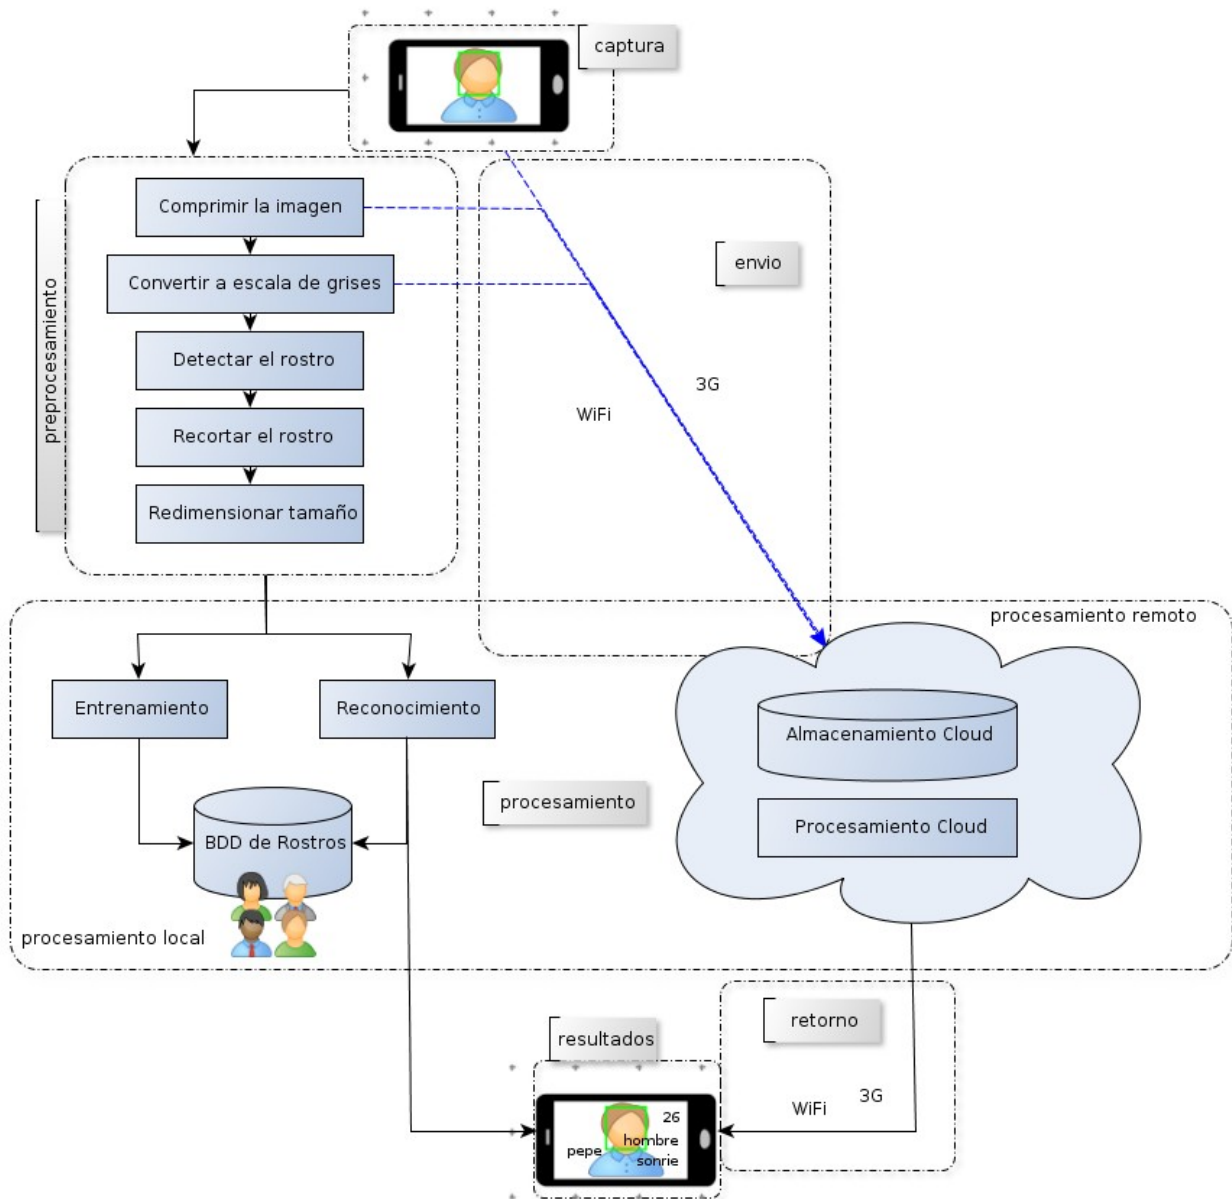 captura
preprocesamiento
Comprimir la imagen
Convertir a escala de grises
Detectar el rostro
Recortar el rostro
Redimensionar tamaño
envio
3G
WiFi
procesamiento remoto
Entrenamiento
Reconocimiento
Almacenamiento Cloud
procesamiento
Procesamiento Cloud
BDD de Rostros
procesamiento local
retorno
resultados
3G
WiFi
26
hombre
pepe
sonrie